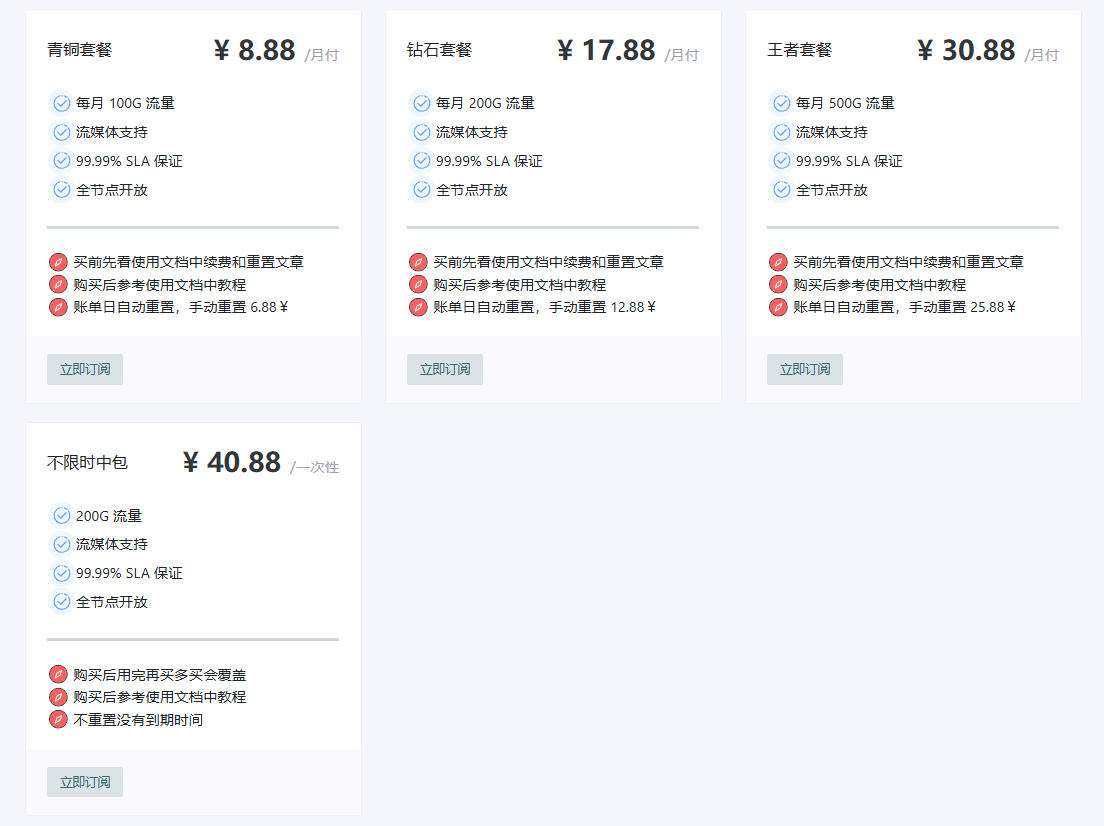 青铜套餐 ¥ 8.88 /月付
每月 100G 流量
流媒体支持
99.99% SLA 保证
全节点开放
买前先看使用文档中续费和重置文章
购买后参考使用文档中教程
账单日自动重置，手动重置 6.88￥
立即订阅
钻石套餐 ¥ 17.88 /月付
每月 200G 流量
流媒体支持
99.99% SLA 保证
全节点开放
买前先看使用文档中续费和重置文章
购买后参考使用文档中教程
账单日自动重置，手动重置 12.88￥
立即订阅
王者套餐 ¥ 30.88 /月付
每月 500G 流量
流媒体支持
99.99% SLA 保证
全节点开放
买前先看使用文档中续费和重置文章
购买后参考使用文档中教程
账单日自动重置，手动重置 25.88￥
立即订阅
不限时中包 ¥ 40.88 /一次性
200G 流量
流媒体支持
99.99% SLA 保证
全节点开放
购买后用完再买多买会覆盖
购买后参考使用文档中教程
不重置没有到期时间
立即订阅